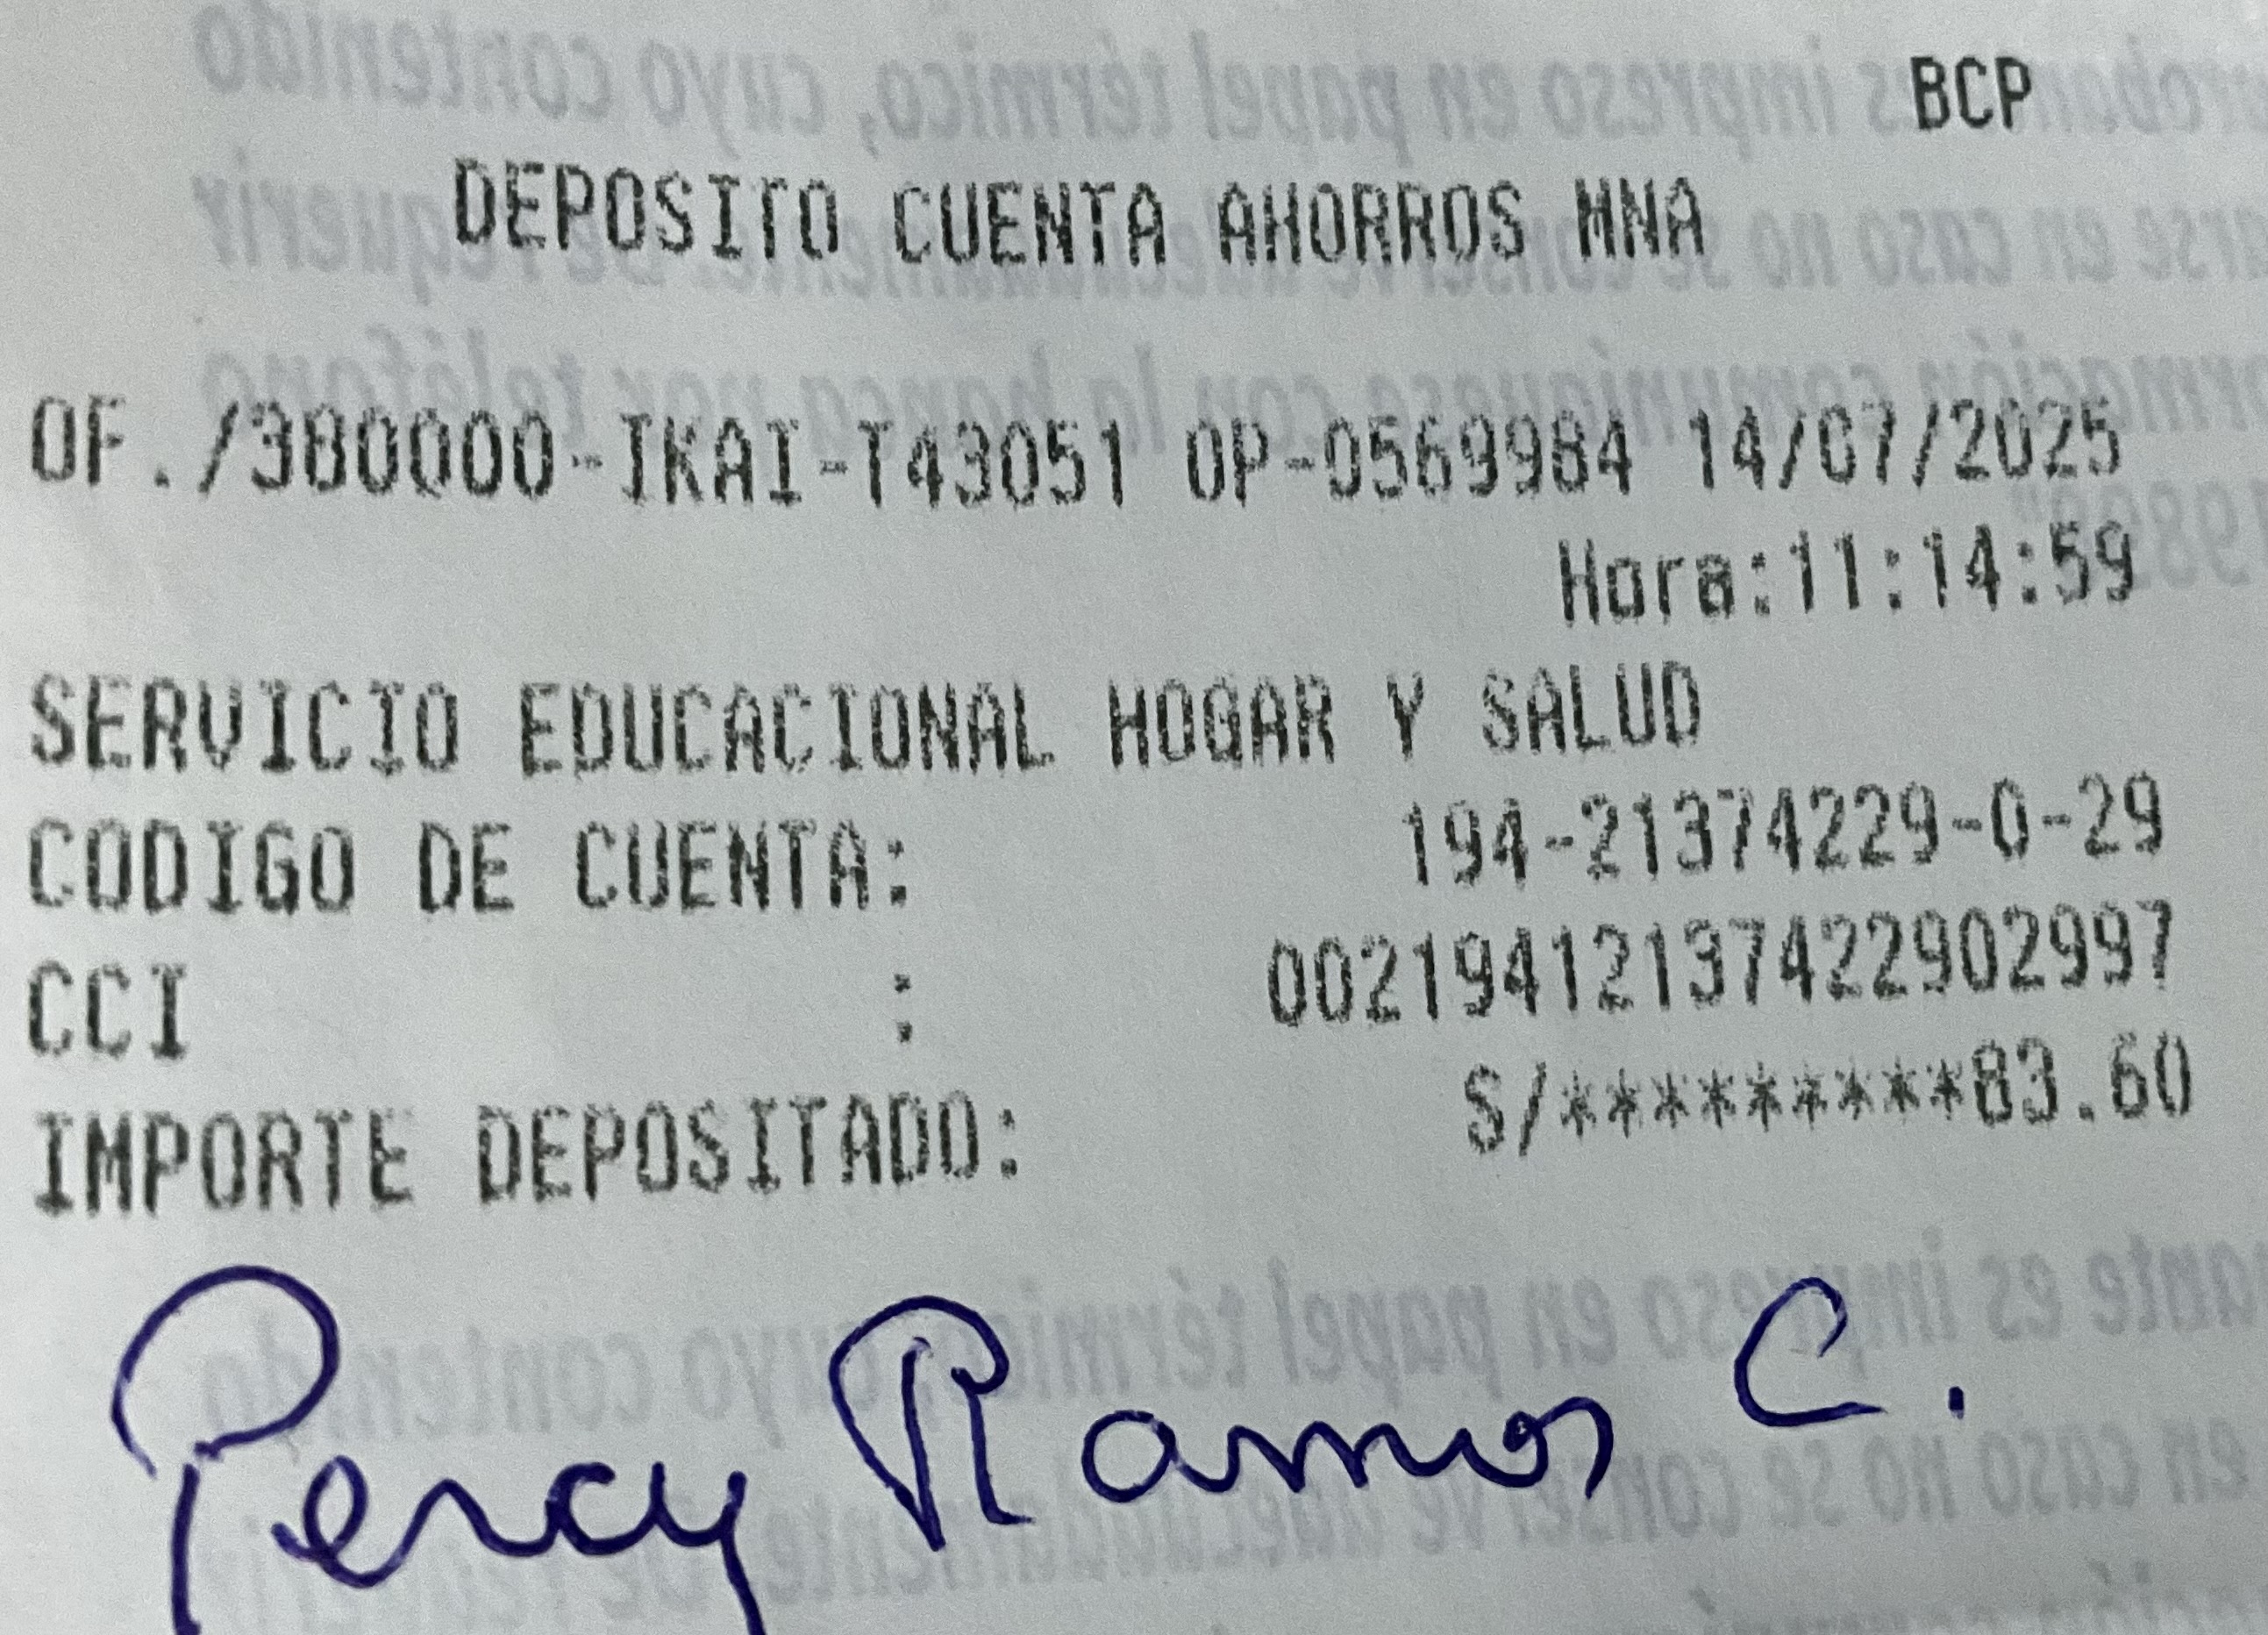 BCP
DEPOSITO CUENTA AHORROS MNA
OF./380000-IKAI-T43051 OP-0569984 14/07/2025
Hora:11:14:59
SERVICIO EDUCACIONAL HOGAR Y SALUD
CODIGO DE CUENTA: 194-21374229-0-29
CCI : 00219412137422902997
IMPORTE DEPOSITADO: S/*********83.60
Percy Ramos C.